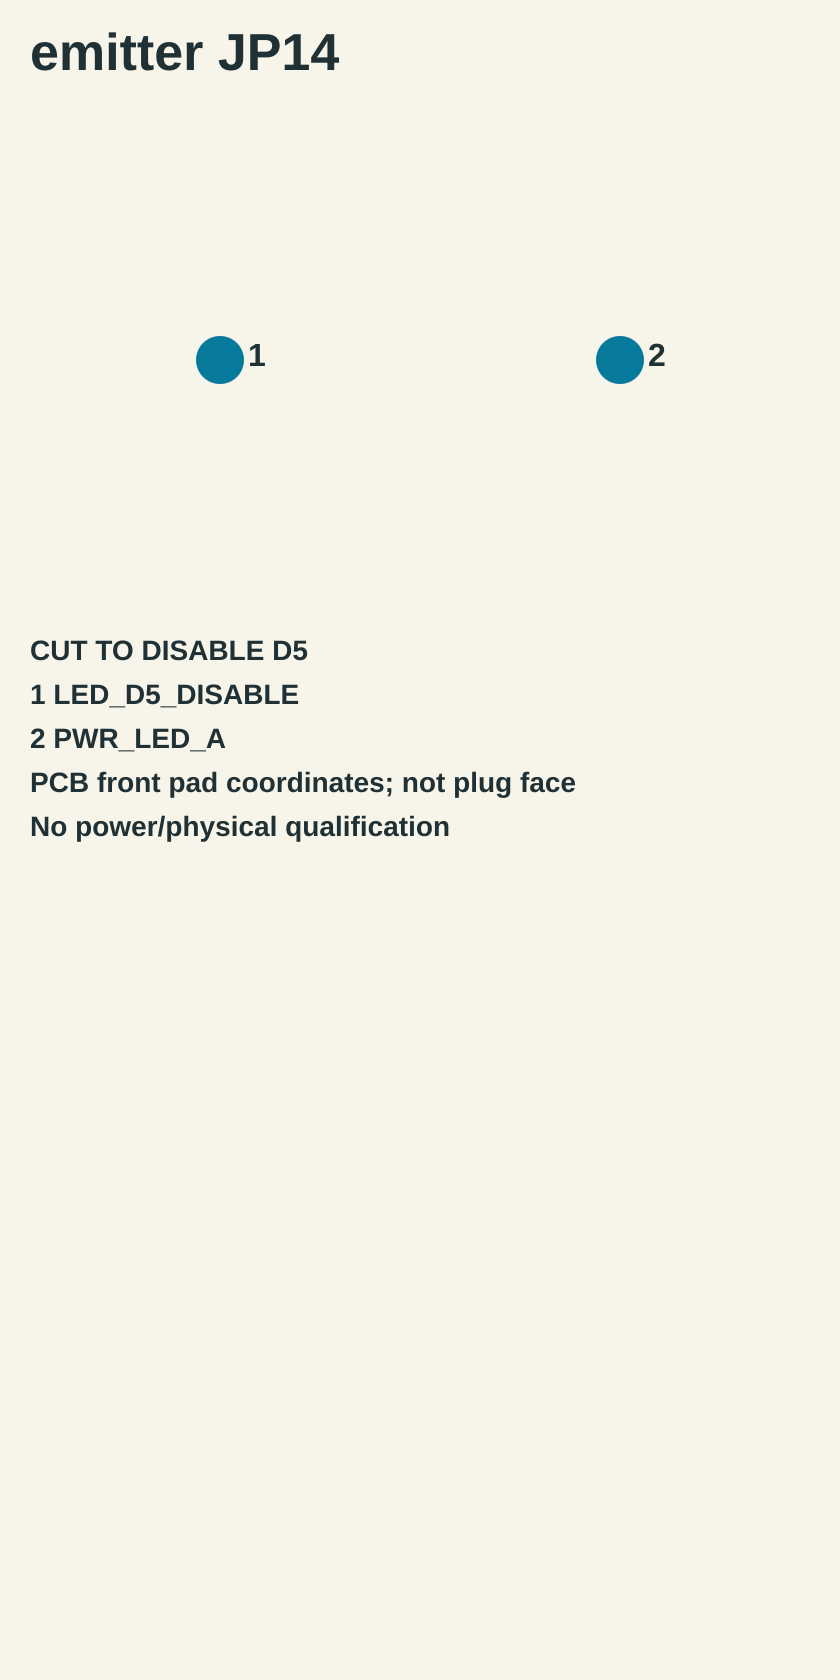 emitter JP14
1
2
CUT TO DISABLE D5
1 LED_D5_DISABLE
2 PWR_LED_A
PCB front pad coordinates; not plug face
No power/physical qualification